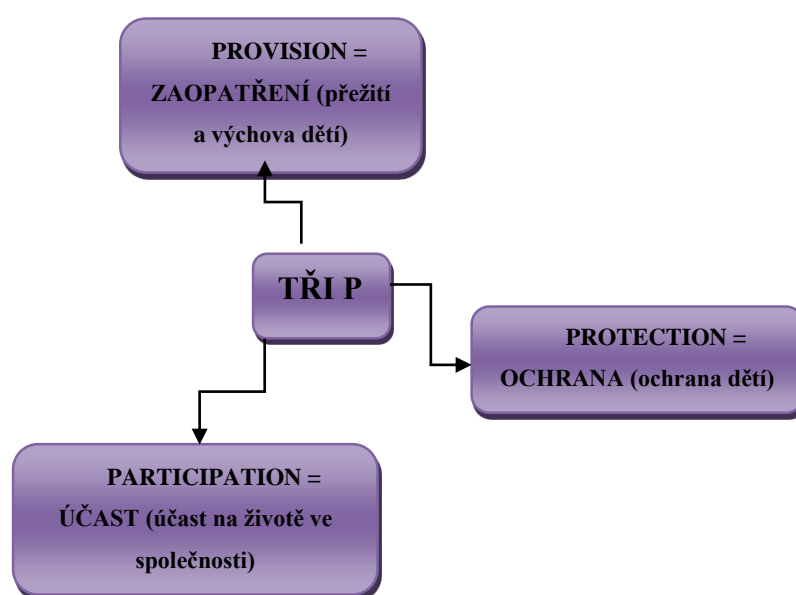 PROVISION =
ZAOPATŘENÍ (přežití
a výchova dětí)
TŘI P
PROTECTION =
OCHRANA (ochrana dětí)
PARTICIPATION =
ÚČAST (účast na životě ve
společnosti)